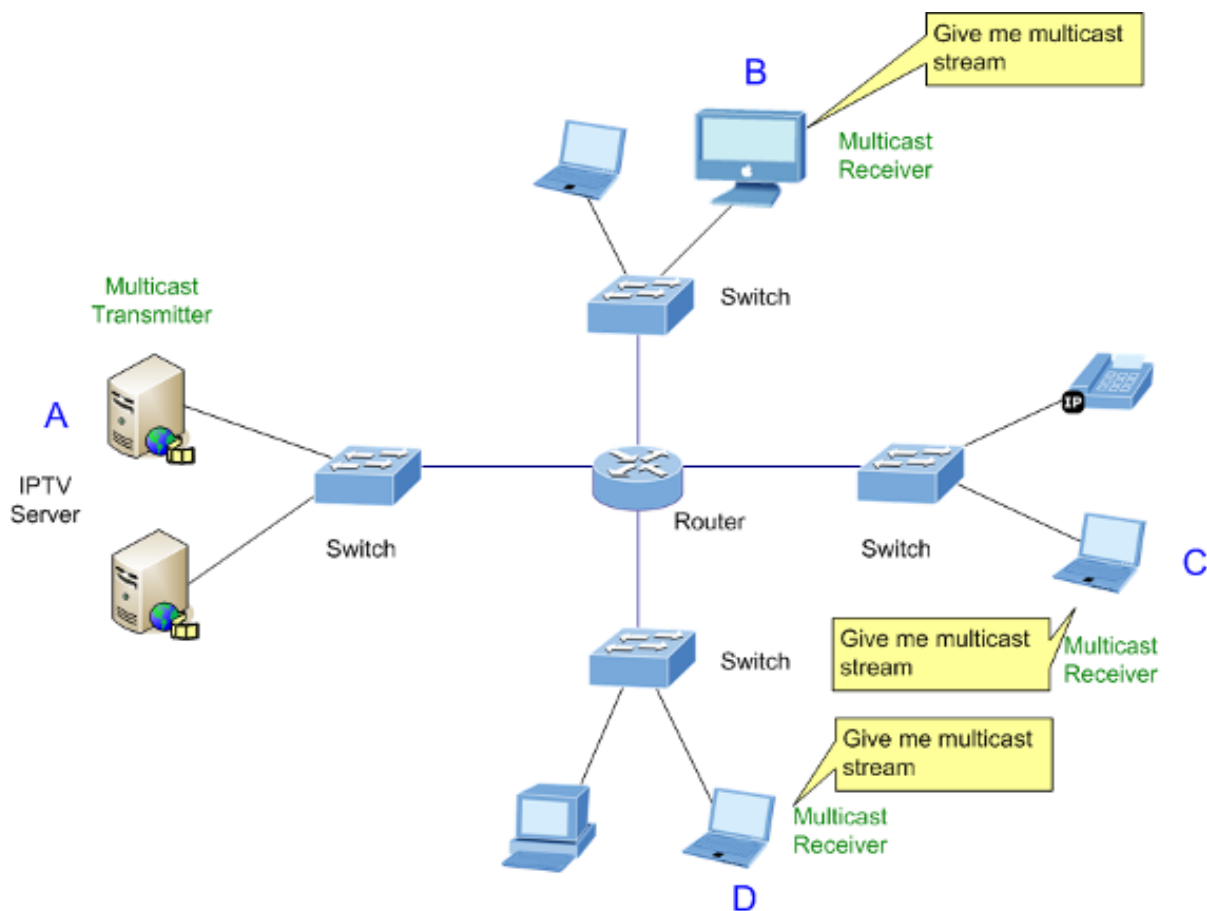 Give me multicast
stream
B
Multicast
Receiver
Switch
Multicast
Transmitter
A
IPTV
Server
Switch
Router
IP
Switch
C
Give me multicast
stream
Multicast
Receiver
Switch
Give me multicast
stream
Multicast
Receiver
D